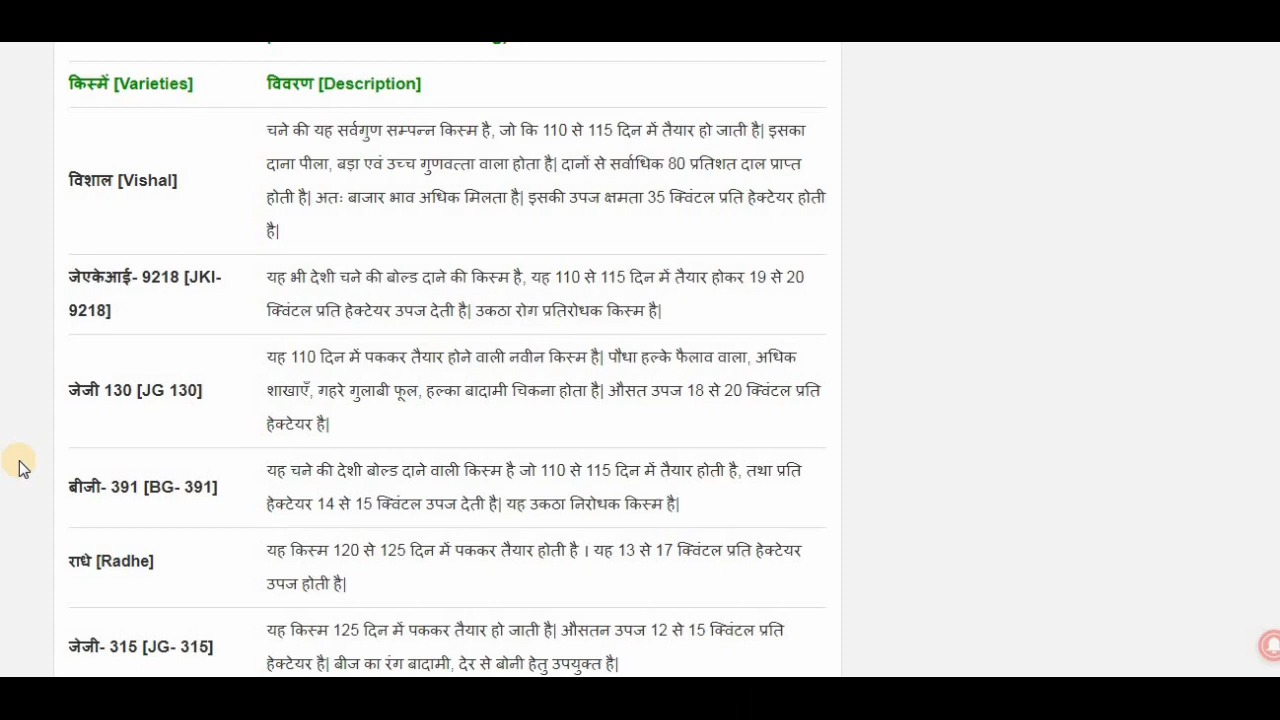 किस्में [Varieties] विवरण [Description]
चने की यह सर्वगुण सम्पन्न किस्म है, जो कि 110 से 115 दिन में तैयार हो जाती है| इसका
दाना पीला, बड़ा एवं उच्च गुणवत्ता वाला होता है| दानों से सर्वाधिक 80 प्रतिशत दाल प्राप्त
विशाल [Vishal]
होती है| अतः बाजार भाव अधिक मिलता है| इसकी उपज क्षमता 35 क्विंटल प्रति हेक्टेयर होती
है|
जेएकेआई- 9218 [JKI- यह भी देशी चने की बोल्ड दाने की किस्म है, यह 110 से 115 दिन में तैयार होकर 19 से 20
9218] क्विंटल प्रति हेक्टेयर उपज देती है| उकठा रोग प्रतिरोधक किस्म है|
यह 110 दिन में पककर तैयार होने वाली नवीन किस्म है| पौधा हल्के फैलाव वाला, अधिक
जेजी 130 [JG 130] शाखाएँ, गहरे गुलाबी फूल, हल्का बादामी चिकना होता है| औसत उपज 18 से 20 क्विंटल प्रति
हेक्टेयर है|
यह चने की देशी बोल्ड दाने वाली किस्म है जो 110 से 115 दिन में तैयार होती है, तथा प्रति
बीजी- 391 [BG- 391]
हेक्टेयर 14 से 15 क्विंटल उपज देती है| यह उकठा निरोधक किस्म है|
यह किस्म 120 से 125 दिन में पककर तैयार होती है । यह 13 से 17 क्विंटल प्रति हेक्टेयर
राधे [Radhe]
उपज होती है|
यह किस्म 125 दिन में पककर तैयार हो जाती है| औसतन उपज 12 से 15 क्विंटल प्रति
जेजी- 315 [JG- 315]
हेक्टेयर है| बीज का रंग बादामी, देर से बोनी हेतु उपयुक्त है|